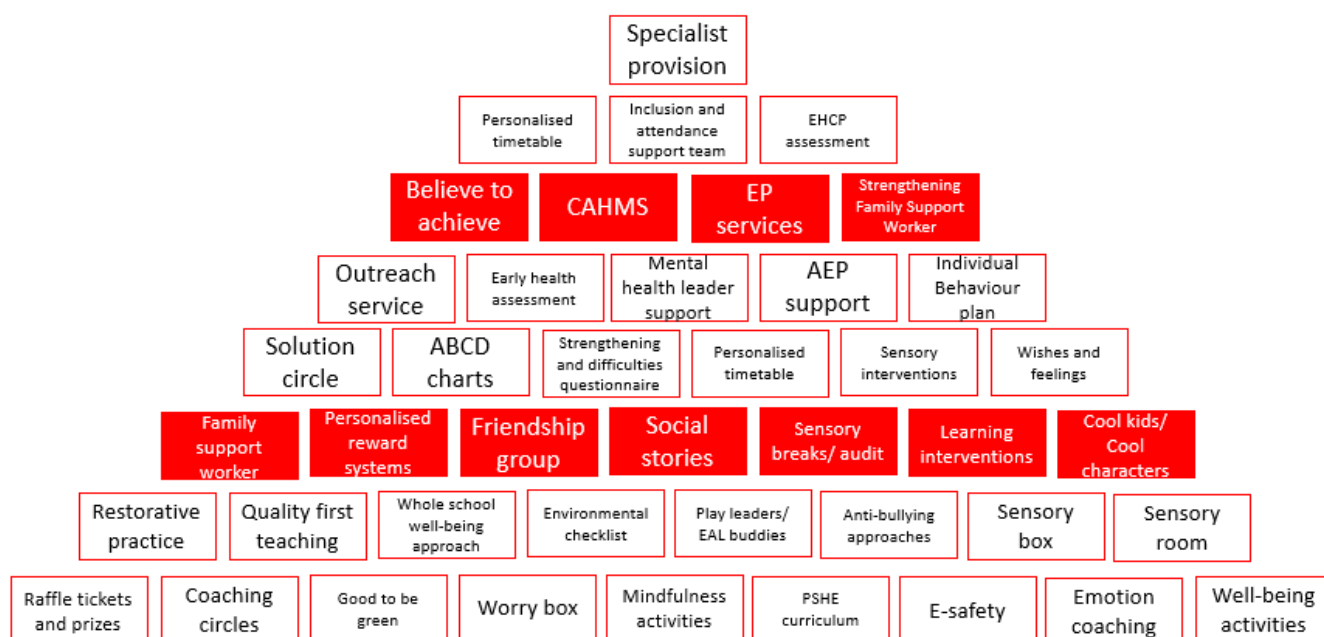 Specialist
provision
Personalised
timetable
Inclusion and
attendance
support team
EHCP
assessment
Believe to
achieve
CAHMS
EP
services
Strengthening
Family Support
Worker
Outreach
service
Early health
assessment
Mental
health leader
support
AEP
support
Individual
Behaviour
plan
Solution
circle
ABCD
charts
Strengthening
and difficulties
questionnaire
Personalised
timetable
Sensory
interventions
Wishes and
feelings
Family
support
worker
Personalised
reward
systems
Friendship
group
Social
stories
Sensory
breaks/ audit
Learning
interventions
Cool kids/
Cool
characters
Restorative
practice
Quality first
teaching
Whole school
well-being
approach
Environmental
checklist
Play leaders/
EAL buddies
Anti-bullying
approaches
Sensory
box
Sensory
room
Raffle tickets
and prizes
Coaching
circles
Good to be
green
Worry box
Mindfulness
activities
PSHE
curriculum
E-safety
Emotion
coaching
Well-being
activities